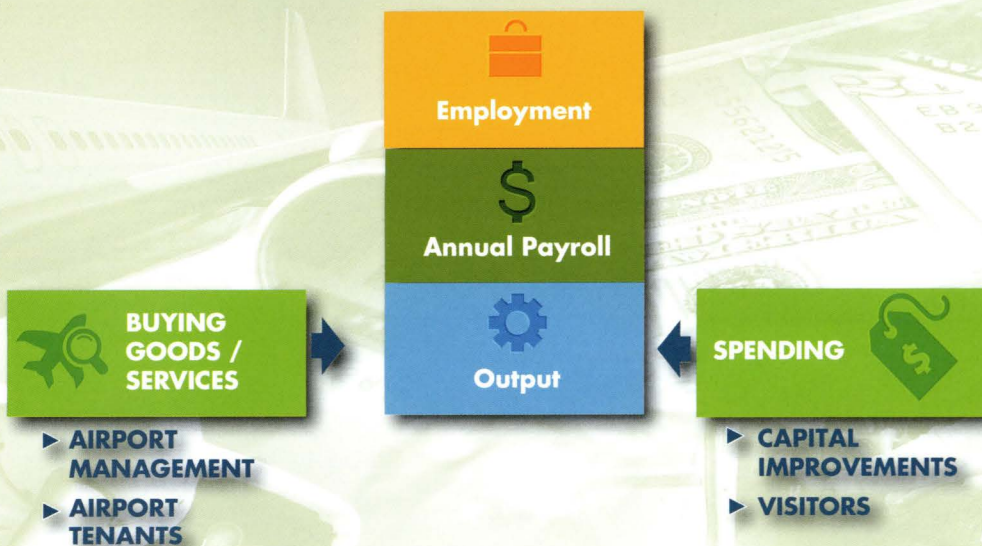 Employment
$
Annual Payroll
Output
BUYING
GOODS /
SERVICES
► AIRPORT
MANAGEMENT
► AIRPORT
TENANTS
SPENDING
$
► CAPITAL
IMPROVEMENTS
► VISITORS